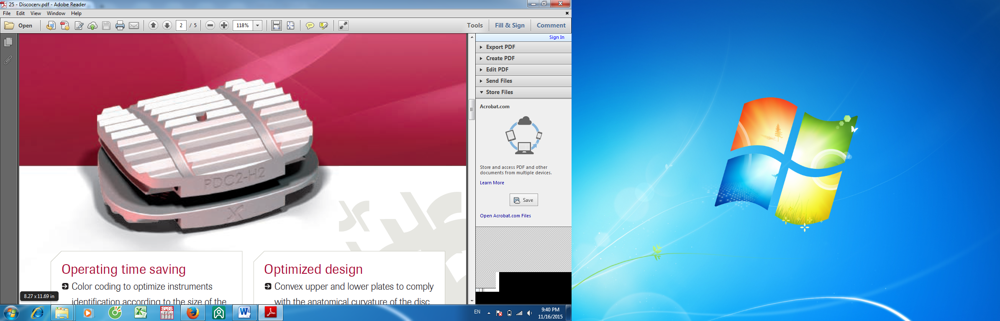 25 - Discocerv.pdf - Adobe Reader
File Edit View Window Help
Open 2 / 5 118% Tools Fill & Sign Comment
Sign In
Export PDF
Create PDF
Edit PDF
Send Files
Store Files
Acrobat.com
Store and access PDF and other
documents from multiple devices.
Learn More
Save
Open Acrobat.com Files
PDC2-H2
Operating time saving
Color coding to optimize instruments
identification according to the size of the
Optimized design
Convex upper and lower plates to comply
with the anatomical curvature of the disc
8.27 x 11.69 in
SPSS
EN
9:40 PM
11/16/2015